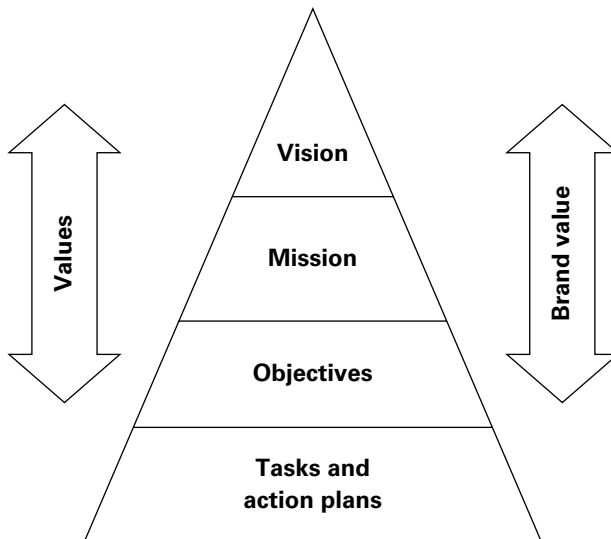 Vision
Values
Brand value
Mission
Objectives
Tasks and
action plans